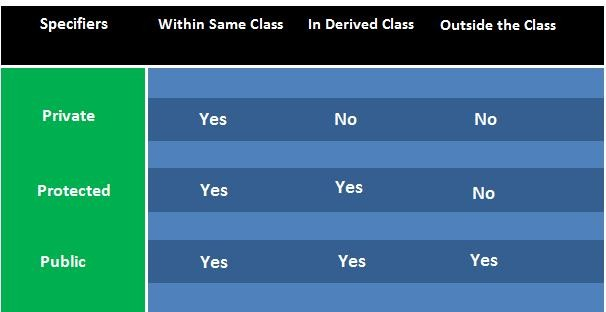 Specifiers Within Same Class In Derived Class Outside the Class
Private Yes No No
Protected Yes Yes No
Public Yes Yes Yes